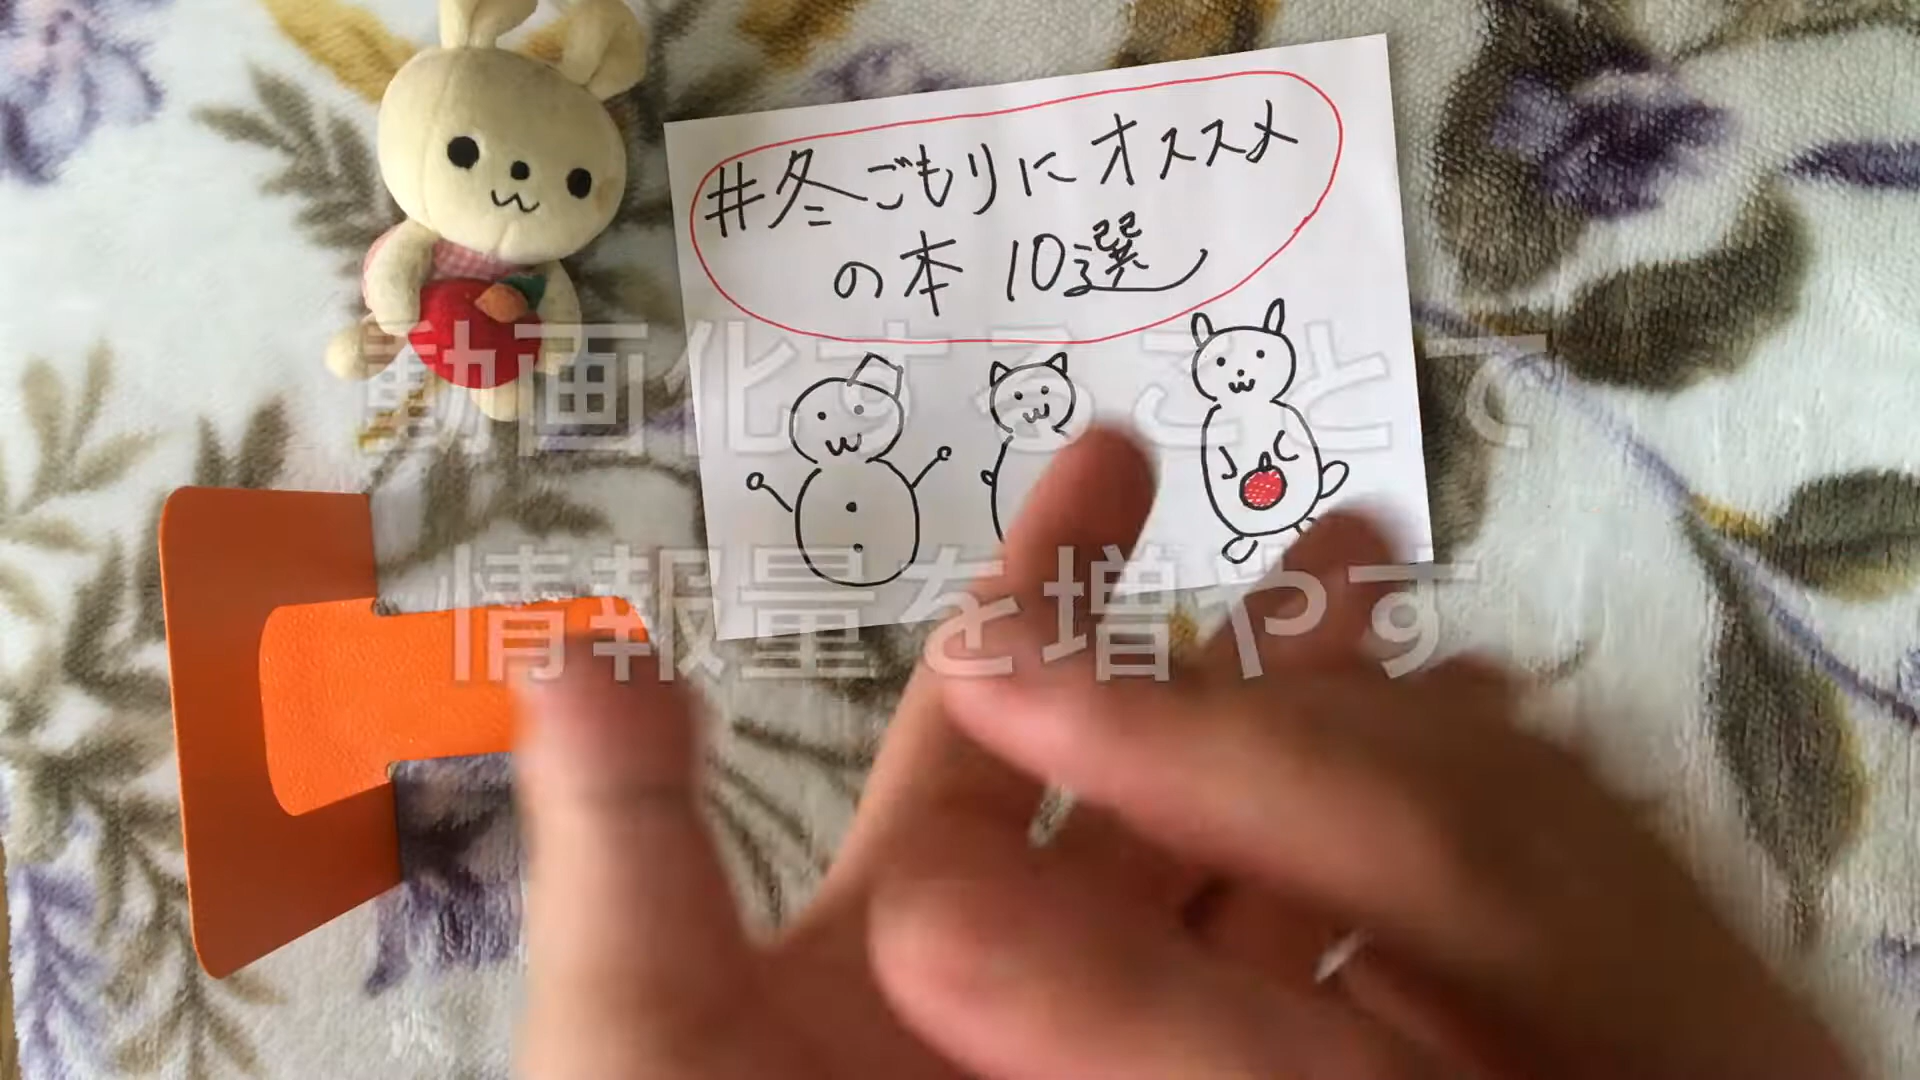 #冬ごもりにオススメ
の本 10選
動画化することで
情報量を増やす